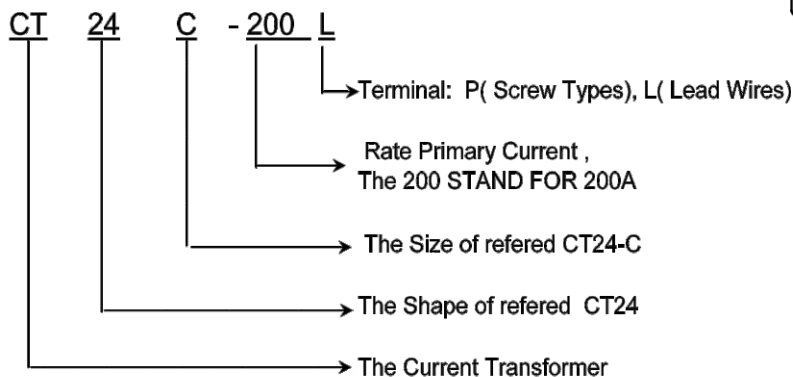 CT 24 C - 200 L
Terminal: P( Screw Types), L( Lead Wires)
Rate Primary Current ,
The 200 STAND FOR 200A
The Size of refered CT24-C
The Shape of refered CT24
The Current Transformer